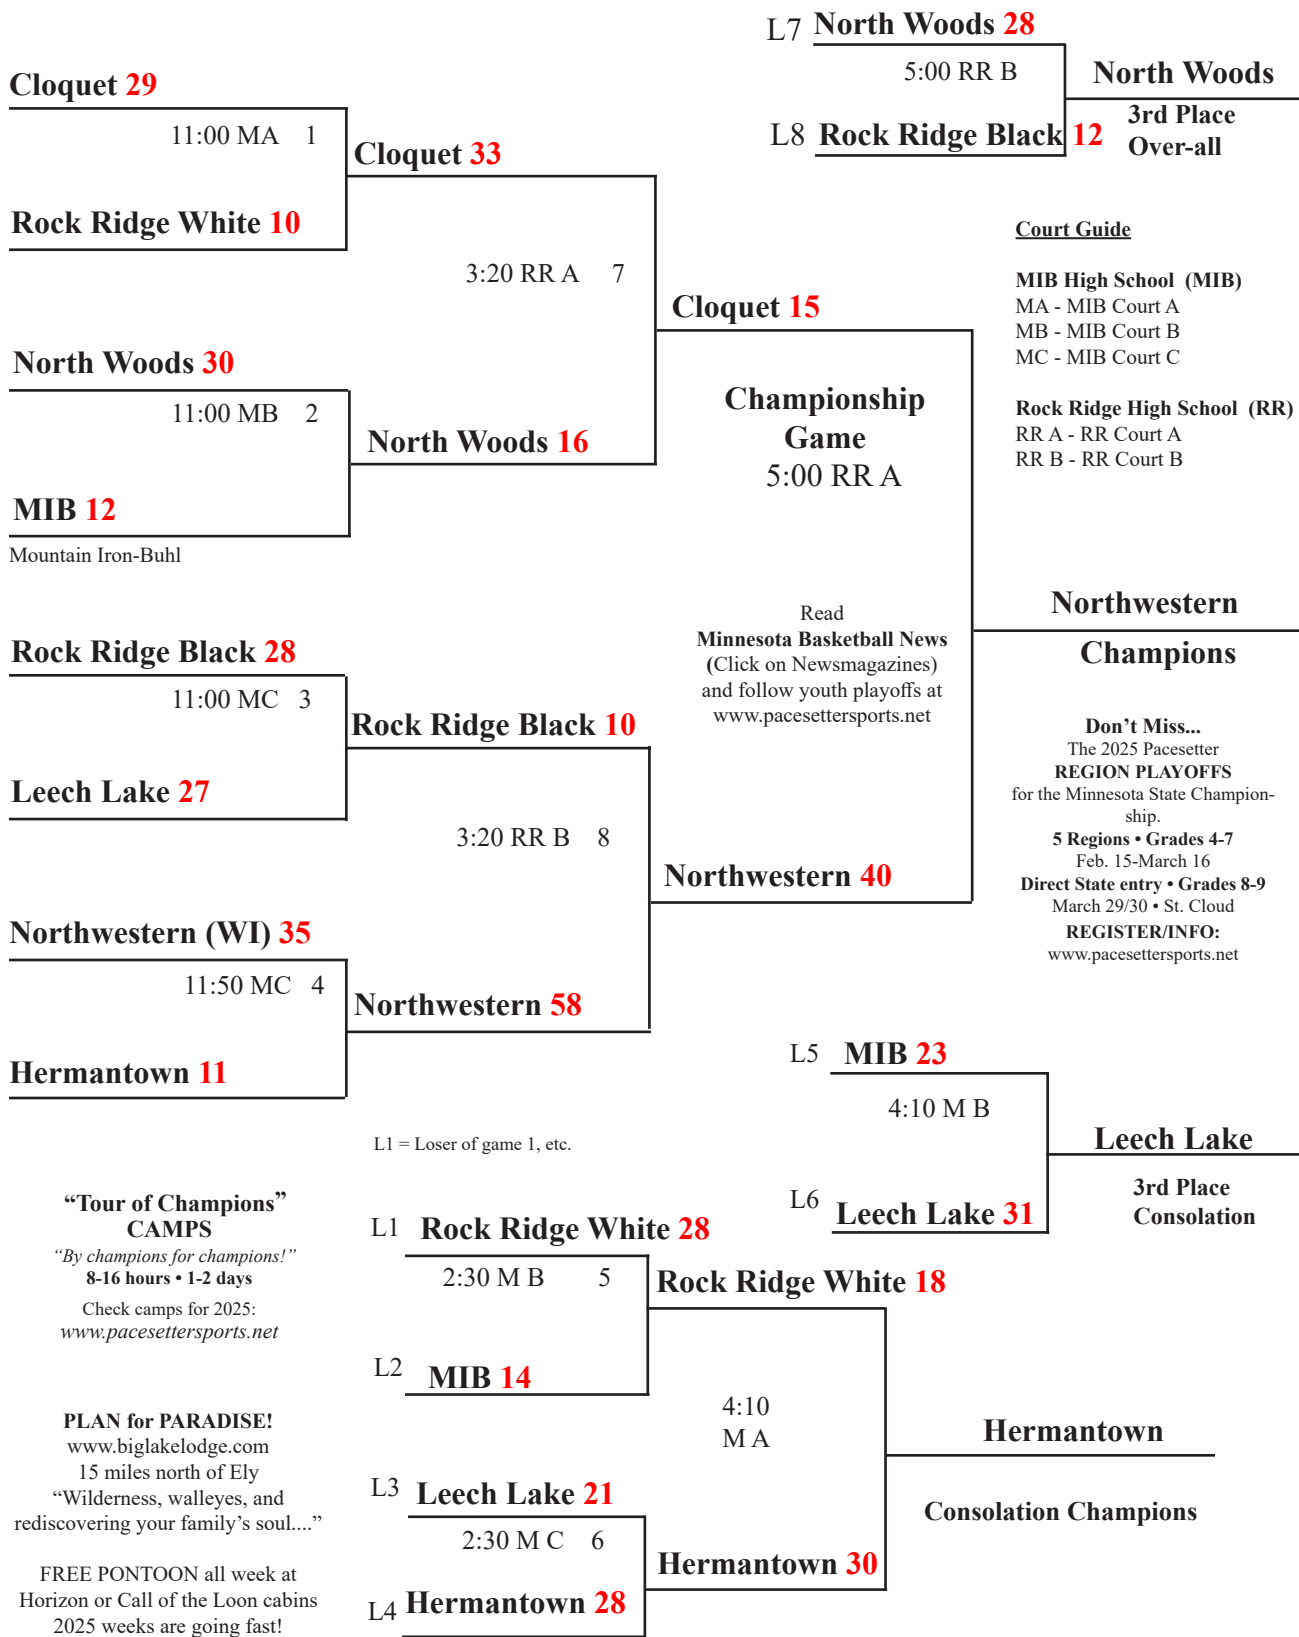 L7 North Woods 28
5:00 RR B
North Woods
L8 Rock Ridge Black 12
3rd Place
Over-all
Cloquet 29
11:00 MA 1
Rock Ridge White 10
Cloquet 33
3:20 RR A 7
North Woods 30
11:00 MB 2
MIB 12
Mountain Iron-Buhl
North Woods 16
Cloquet 15
Championship
Game
5:00 RR A
Court Guide
MIB High School (MIB)
MA - MIB Court A
MB - MIB Court B
MC - MIB Court C
Rock Ridge High School (RR)
RR A - RR Court A
RR B - RR Court B
Rock Ridge Black 28
11:00 MC 3
Leech Lake 27
Rock Ridge Black 10
3:20 RR B 8
Northwestern (WI) 35
11:50 MC 4
Hermantown 11
Northwestern 58
Northwestern 40
Read
Minnesota Basketball News
(Click on Newsmagazines)
and follow youth playoffs at
www.pacesettersports.net
Northwestern
Champions
Don’t Miss...
The 2025 Pacesetter
REGION PLAYOFFS
for the Minnesota State Champion-
ship.
5 Regions • Grades 4-7
Feb. 15-March 16
Direct State entry • Grades 8-9
March 29/30 • St. Cloud
REGISTER/INFO:
www.pacesettersports.net
L5 MIB 23
4:10 M B
L6 Leech Lake 31
Leech Lake
3rd Place
Consolation
L1 = Loser of game 1, etc.
“Tour of Champions”
CAMPS
“By champions for champions!”
8-16 hours • 1-2 days
Check camps for 2025:
www.pacesettersports.net
PLAN for PARADISE!
www.biglakelodge.com
15 miles north of Ely
“Wilderness, walleyes, and
rediscovering your family’s soul....”
FREE PONTOON all week at
Horizon or Call of the Loon cabins
2025 weeks are going fast!
L1 Rock Ridge White 28
2:30 M B 5
L2 MIB 14
Rock Ridge White 18
4:10
M A
L3 Leech Lake 21
2:30 M C 6
L4 Hermantown 28
Hermantown 30
Hermantown
Consolation Champions